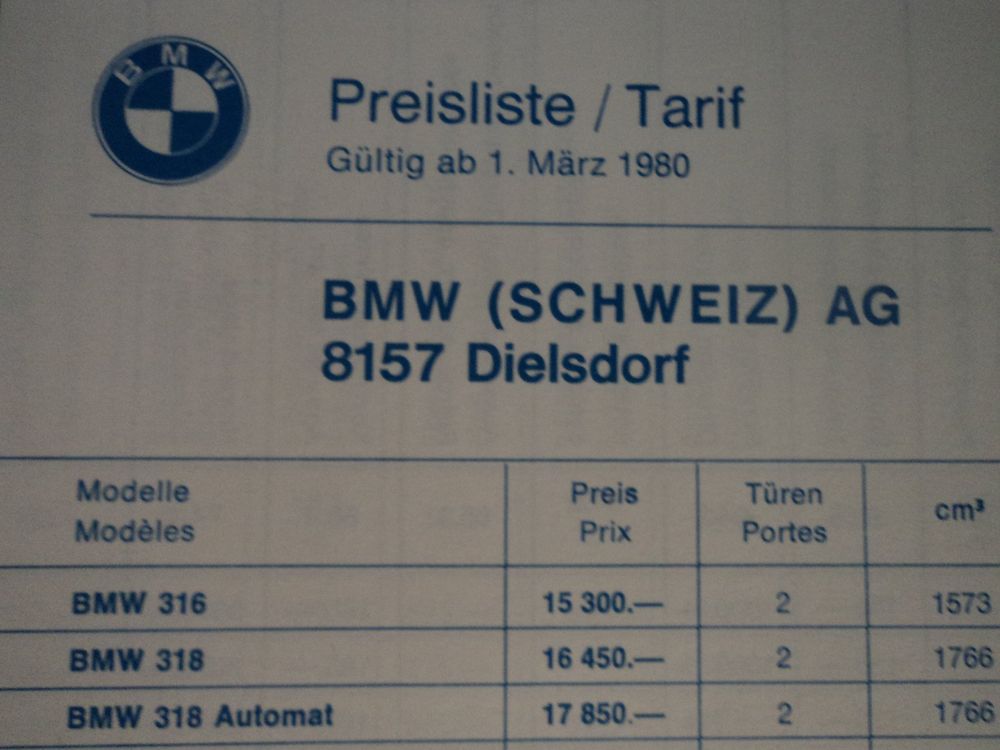 BMW
Preisliste / Tarif
Gültig ab 1. März 1980
BMW (SCHWEIZ) AG
8157 Dielsdorf
Modelle Preis Türen cm³
Modèles Prix Portes
BMW 316 15 300.— 2 1573
BMW 318 16 450.— 2 1766
BMW 318 Automat 17 850.— 2 1766